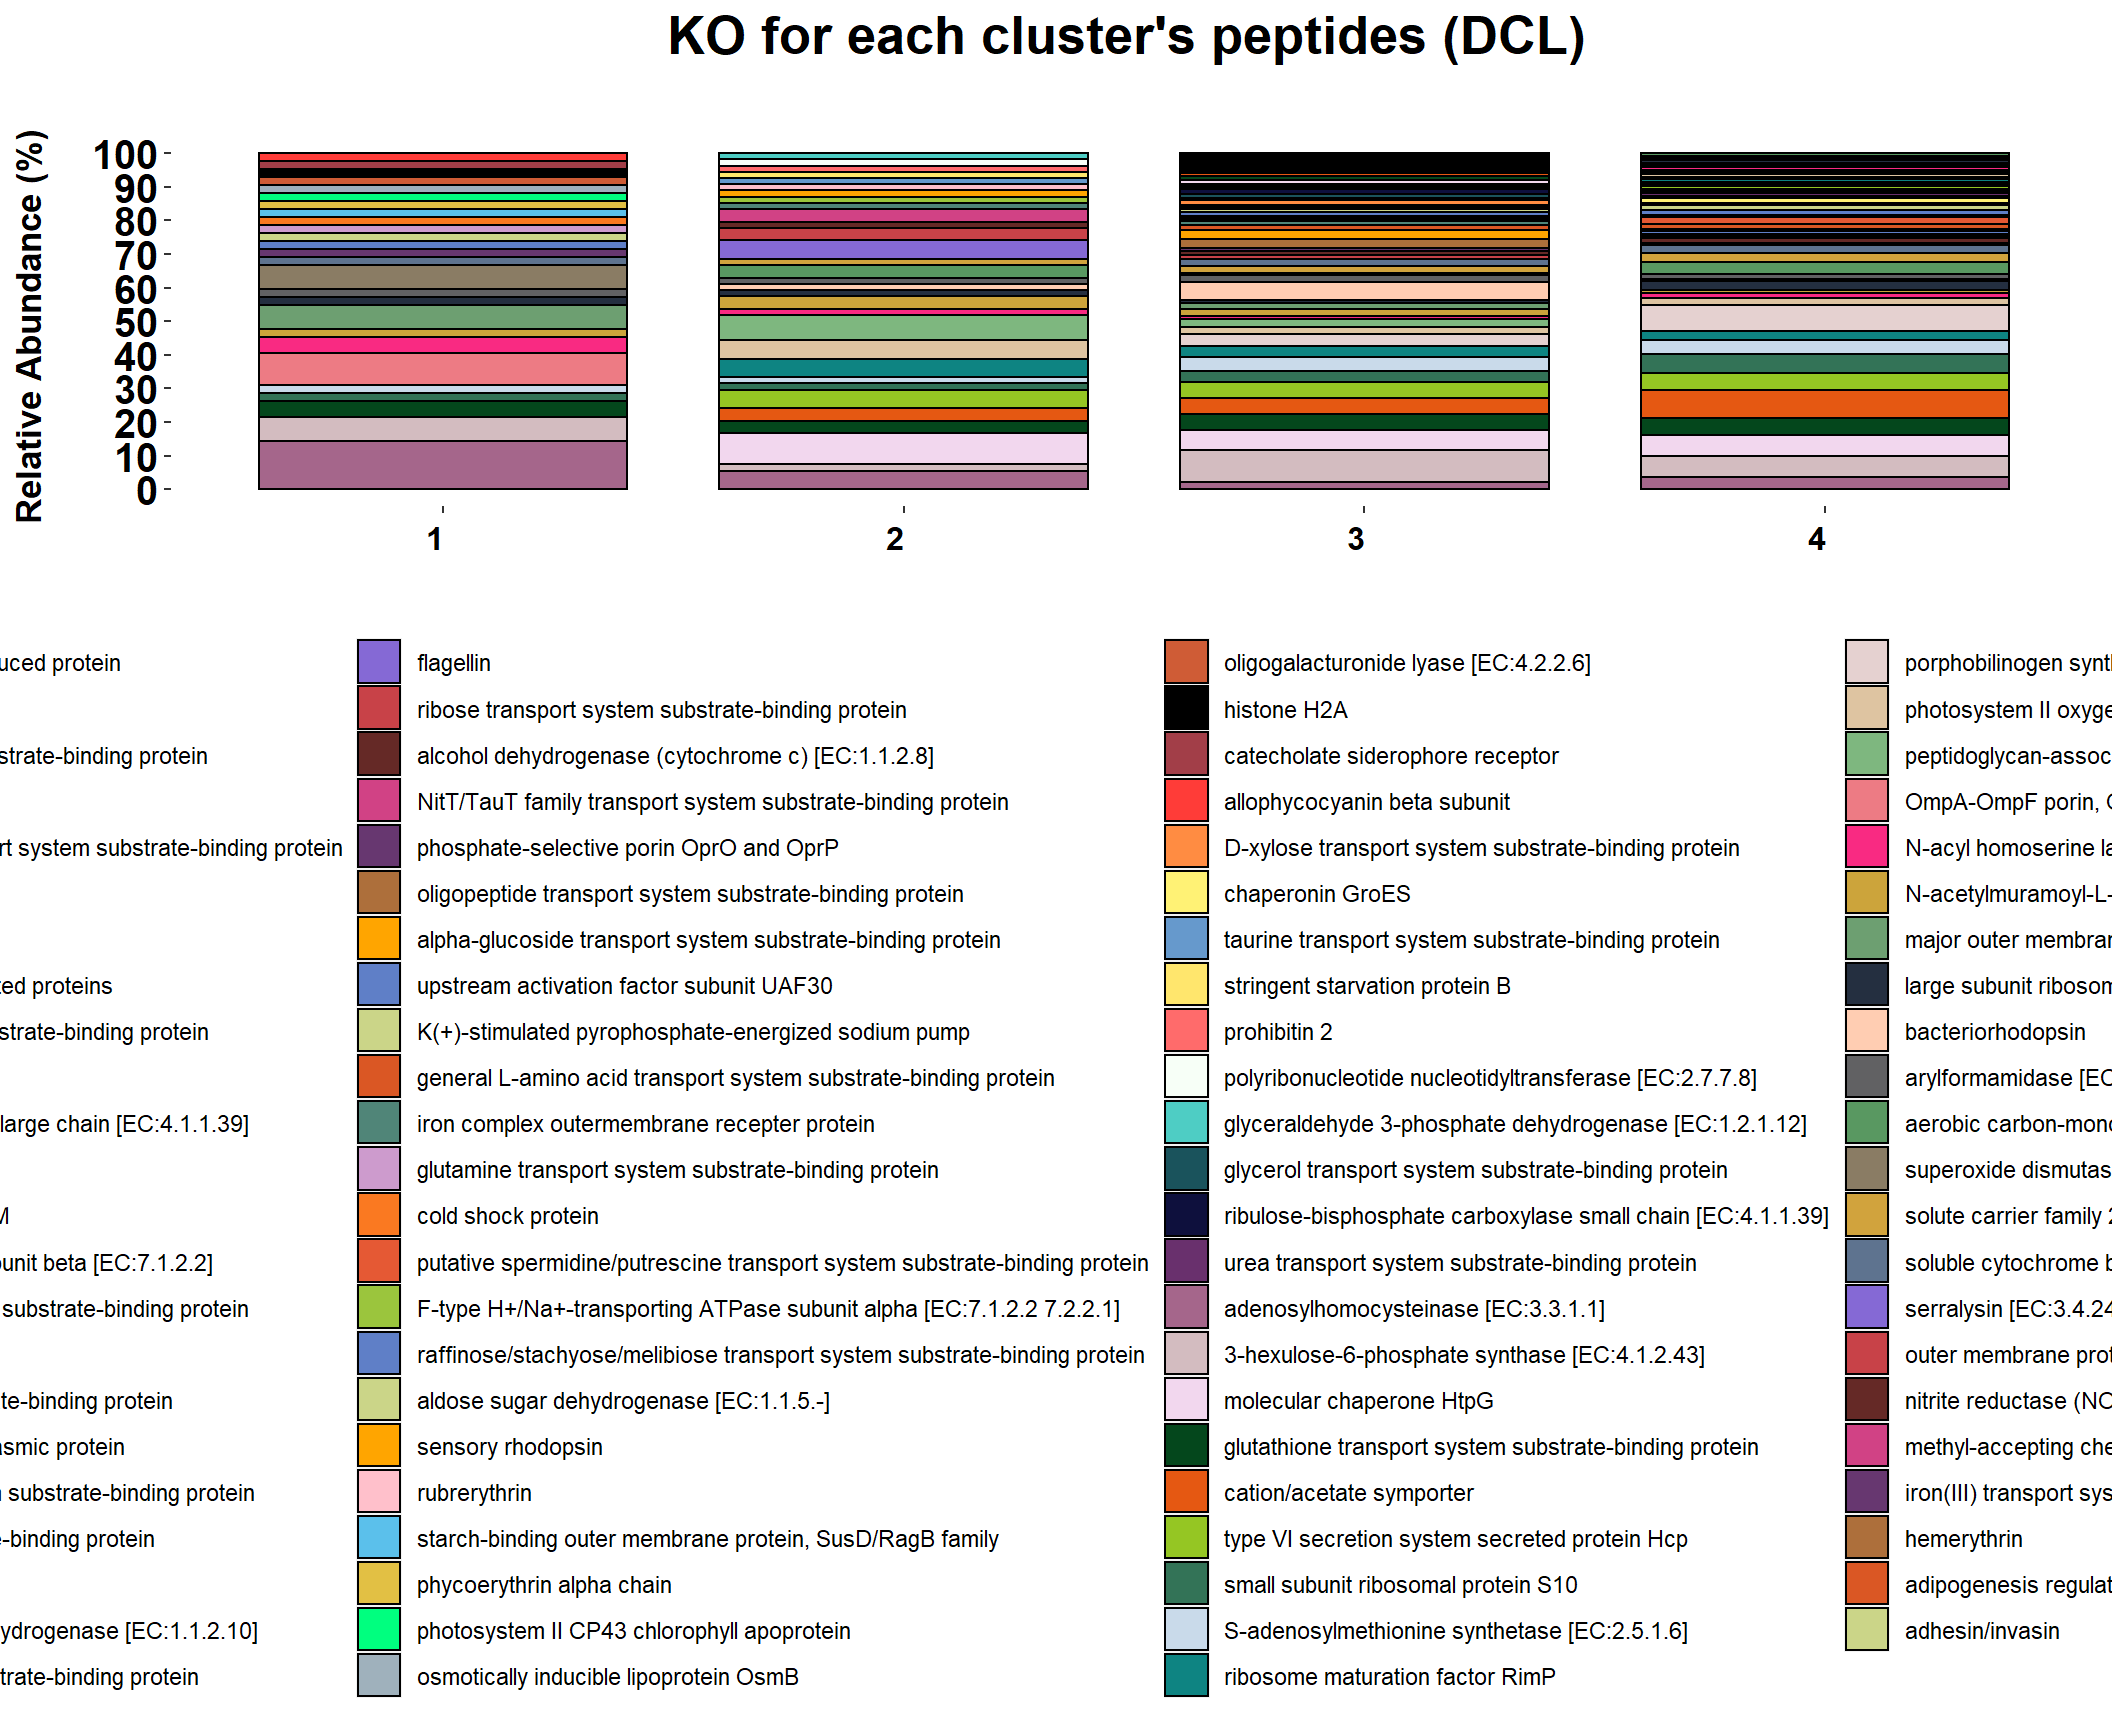 KO for each cluster's peptides (DCL)
Relative Abundance (%)
100
90
80
70
60
50
40
30
20
10
0
1
2
3
4
uced protein
strate-binding protein
rt system substrate-binding protein
ted proteins
strate-binding protein
large chain [EC:4.1.1.39]
M
unit beta [EC:7.1.2.2]
substrate-binding protein
te-binding protein
asmic protein
substrate-binding protein
e-binding protein
ydrogenase [EC:1.1.2.10]
trate-binding protein
flagellin
ribose transport system substrate-binding protein
alcohol dehydrogenase (cytochrome c) [EC:1.1.2.8]
NitT/TauT family transport system substrate-binding protein
phosphate-selective porin OprO and OprP
oligopeptide transport system substrate-binding protein
alpha-glucoside transport system substrate-binding protein
upstream activation factor subunit UAF30
K(+)-stimulated pyrophosphate-energized sodium pump
general L-amino acid transport system substrate-binding protein
iron complex outermembrane recepter protein
glutamine transport system substrate-binding protein
cold shock protein
putative spermidine/putrescine transport system substrate-binding protein
F-type H+/Na+-transporting ATPase subunit alpha [EC:7.1.2.2 7.2.2.1]
raffinose/stachyose/melibiose transport system substrate-binding protein
aldose sugar dehydrogenase [EC:1.1.5.-]
sensory rhodopsin
rubrerythrin
starch-binding outer membrane protein, SusD/RagB family
phycoerythrin alpha chain
photosystem II CP43 chlorophyll apoprotein
osmotically inducible lipoprotein OsmB
oligogalacturonide lyase [EC:4.2.2.6]
histone H2A
catecholate siderophore receptor
allophycocyanin beta subunit
D-xylose transport system substrate-binding protein
chaperonin GroES
taurine transport system substrate-binding protein
stringent starvation protein B
prohibitin 2
polyribonucleotide nucleotidyltransferase [EC:2.7.7.8]
glyceraldehyde 3-phosphate dehydrogenase [EC:1.2.1.12]
glycerol transport system substrate-binding protein
ribulose-bisphosphate carboxylase small chain [EC:4.1.1.39]
urea transport system substrate-binding protein
adenosylhomocysteinase [EC:3.3.1.1]
3-hexulose-6-phosphate synthase [EC:4.1.2.43]
molecular chaperone HtpG
glutathione transport system substrate-binding protein
cation/acetate symporter
type VI secretion system secreted protein Hcp
small subunit ribosomal protein S10
S-adenosylmethionine synthetase [EC:2.5.1.6]
ribosome maturation factor RimP
porphobilinogen synt
photosystem II oxyge
peptidoglycan-assoc
OmpA-OmpF porin,
N-acyl homoserine la
N-acetylmuramoyl-L-
major outer membrar
large subunit ribosom
bacteriorhodopsin
arylformamidase [EC
aerobic carbon-mono
superoxide dismutas
solute carrier family 2
soluble cytochrome b
serralysin [EC:3.4.24
outer membrane prot
nitrite reductase (NO
methyl-accepting che
iron(III) transport sys
hemerythrin
adipogenesis regulat
adhesin/invasin